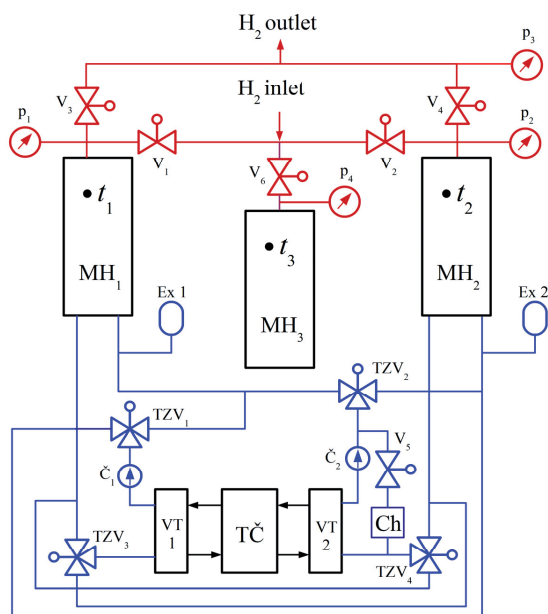 H₂ outlet
p₃
H₂ inlet
V₃
V₄
p₁
p₂
V₁
V₂
V₆
p₄
t₁
t₂
t₃
MH₁
MH₂
MH₃
Ex 1
Ex 2
TZV₂
TZV₁
V₅
Č₁
Č₂
VT 1
TČ
VT 2
Ch
TZV₃
TZV₄